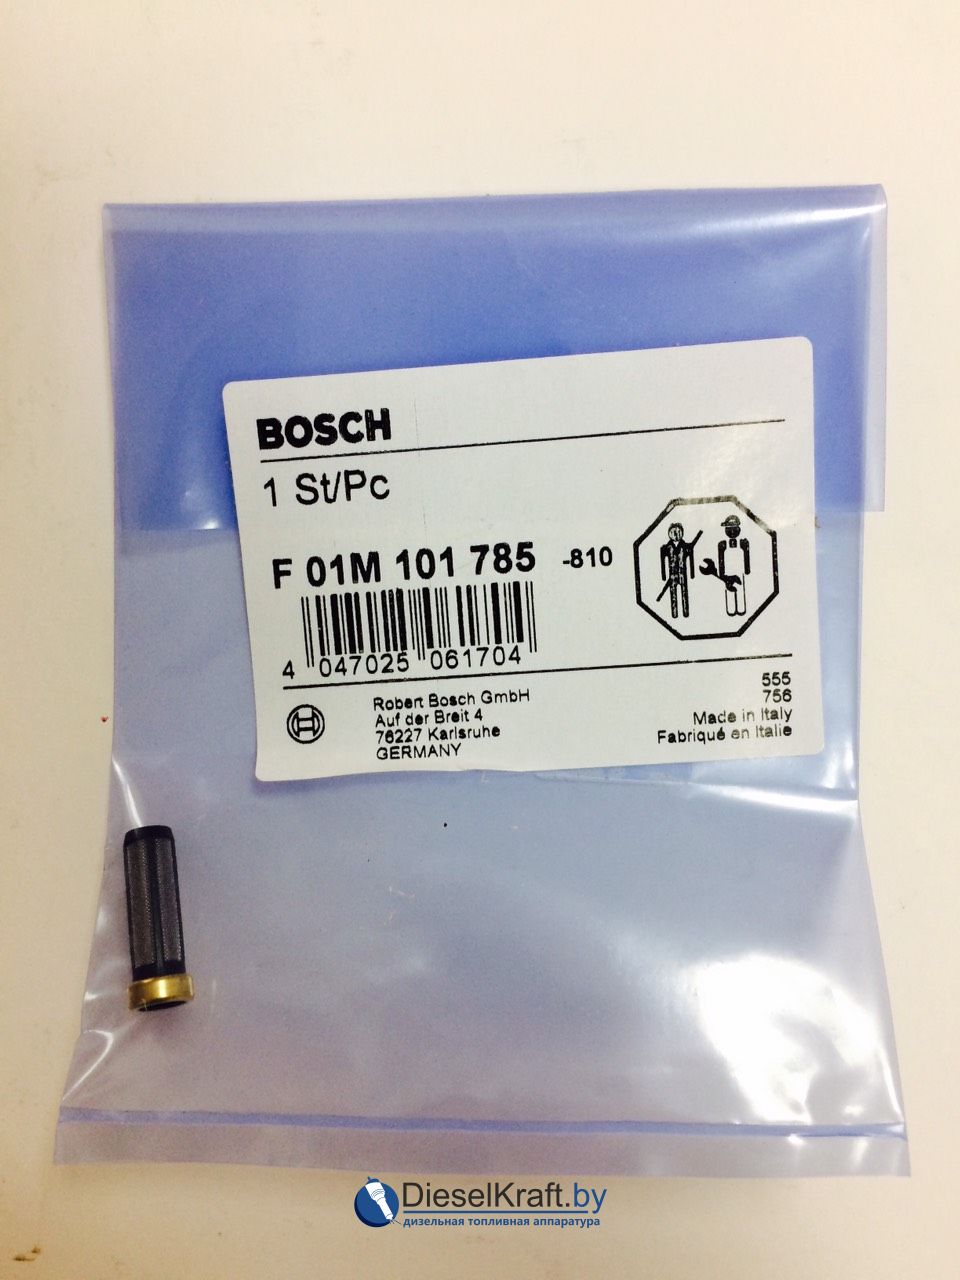 BOSCH
1 St/Pc
F 01M 101 785 -810
4 047025 061704
Robert Bosch GmbH
Auf der Breit 4
76227 Karlsruhe
GERMANY
555
756
Made in Italy
Fabriqué en Italie
DieselKraft.by
дизельная топливная аппаратура